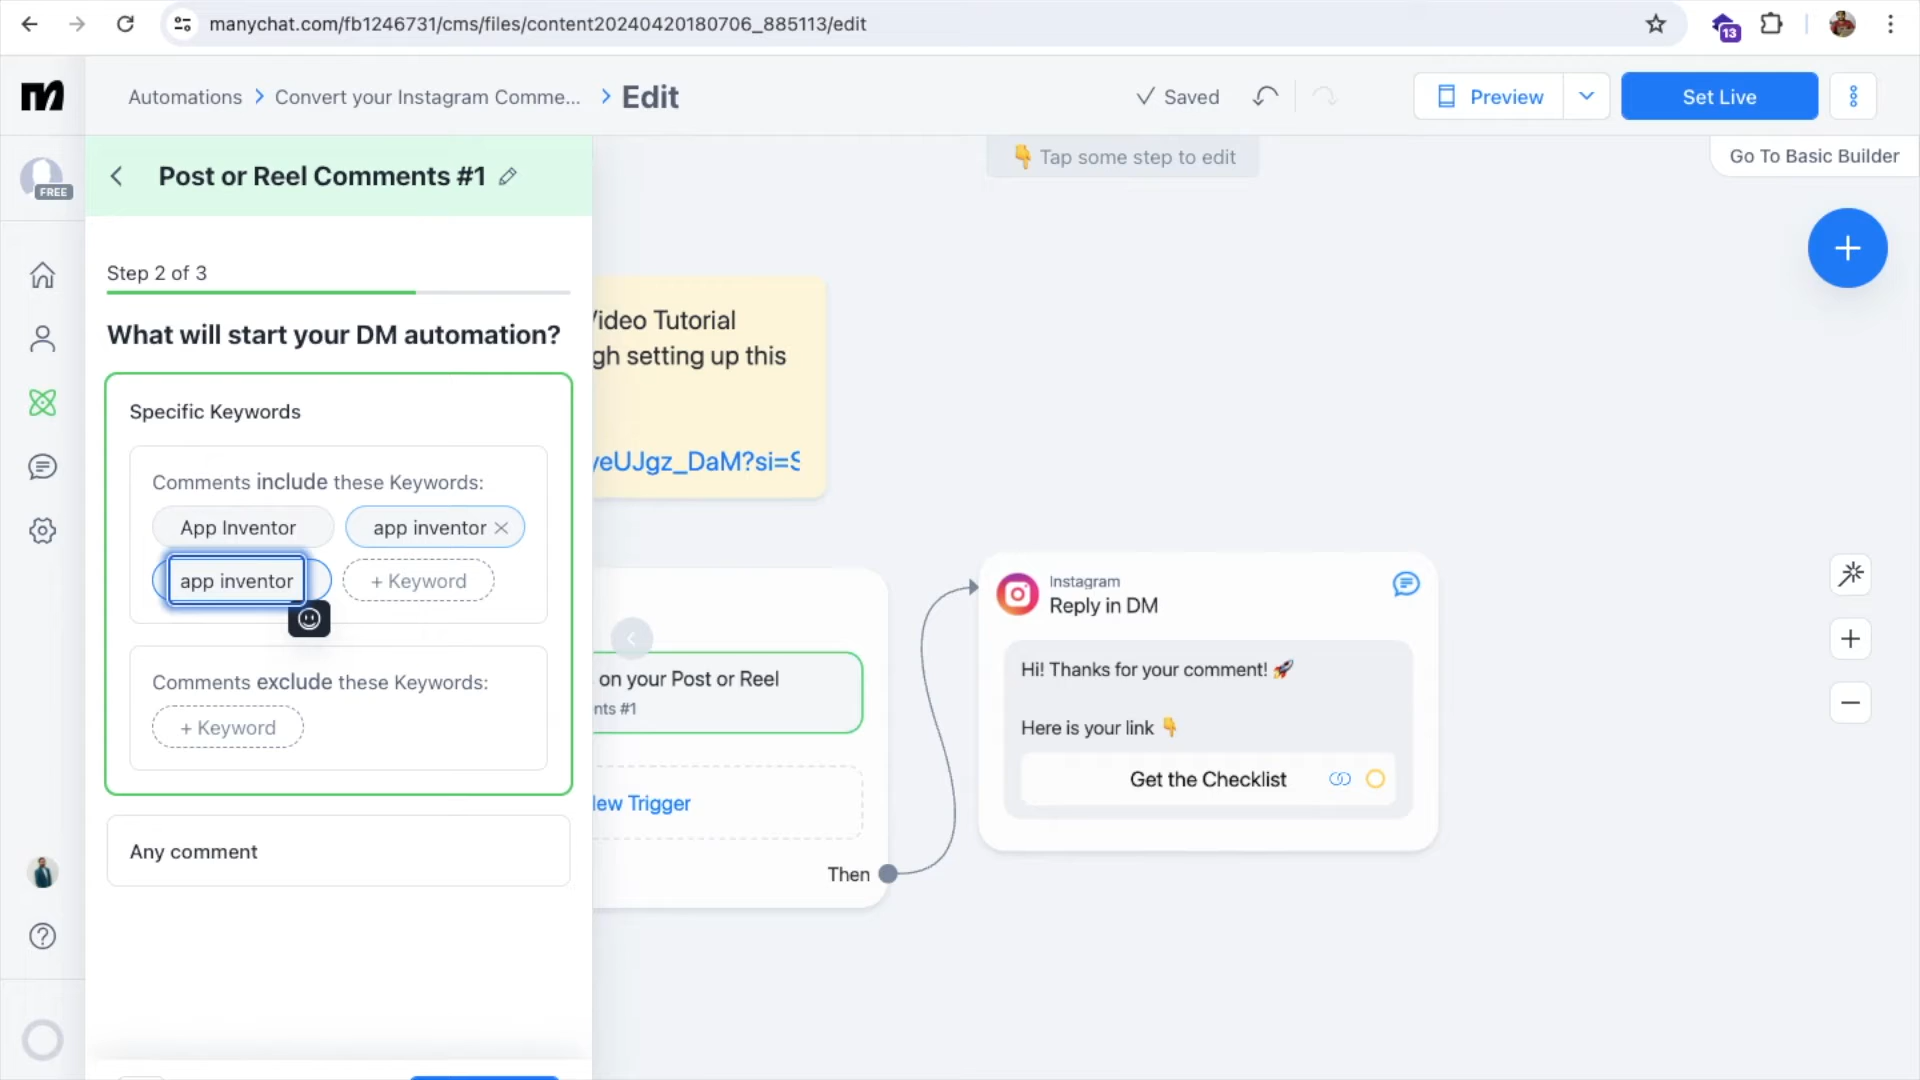 manychat.com/fb1246731/cms/files/content20240420180706_885113/edit
13
Automations
Convert your Instagram Comme...
Edit
Saved
Preview
Set Live
FREE
Post or Reel Comments #1
Tap some step to edit
Go To Basic Builder
Step 2 of 3
What will start your DM automation?
Video Tutorial
gh setting up this
yeUJgz_DaM?si=S
Specific Keywords
Comments include these Keywords:
App Inventor
app inventor
app inventor
+ Keyword
Comments exclude these Keywords:
+ Keyword
Any comment
on your Post or Reel
nts #1
New Trigger
Then
Instagram
Reply in DM
Hi! Thanks for your comment! 🚀
Here is your link 👇
Get the Checklist